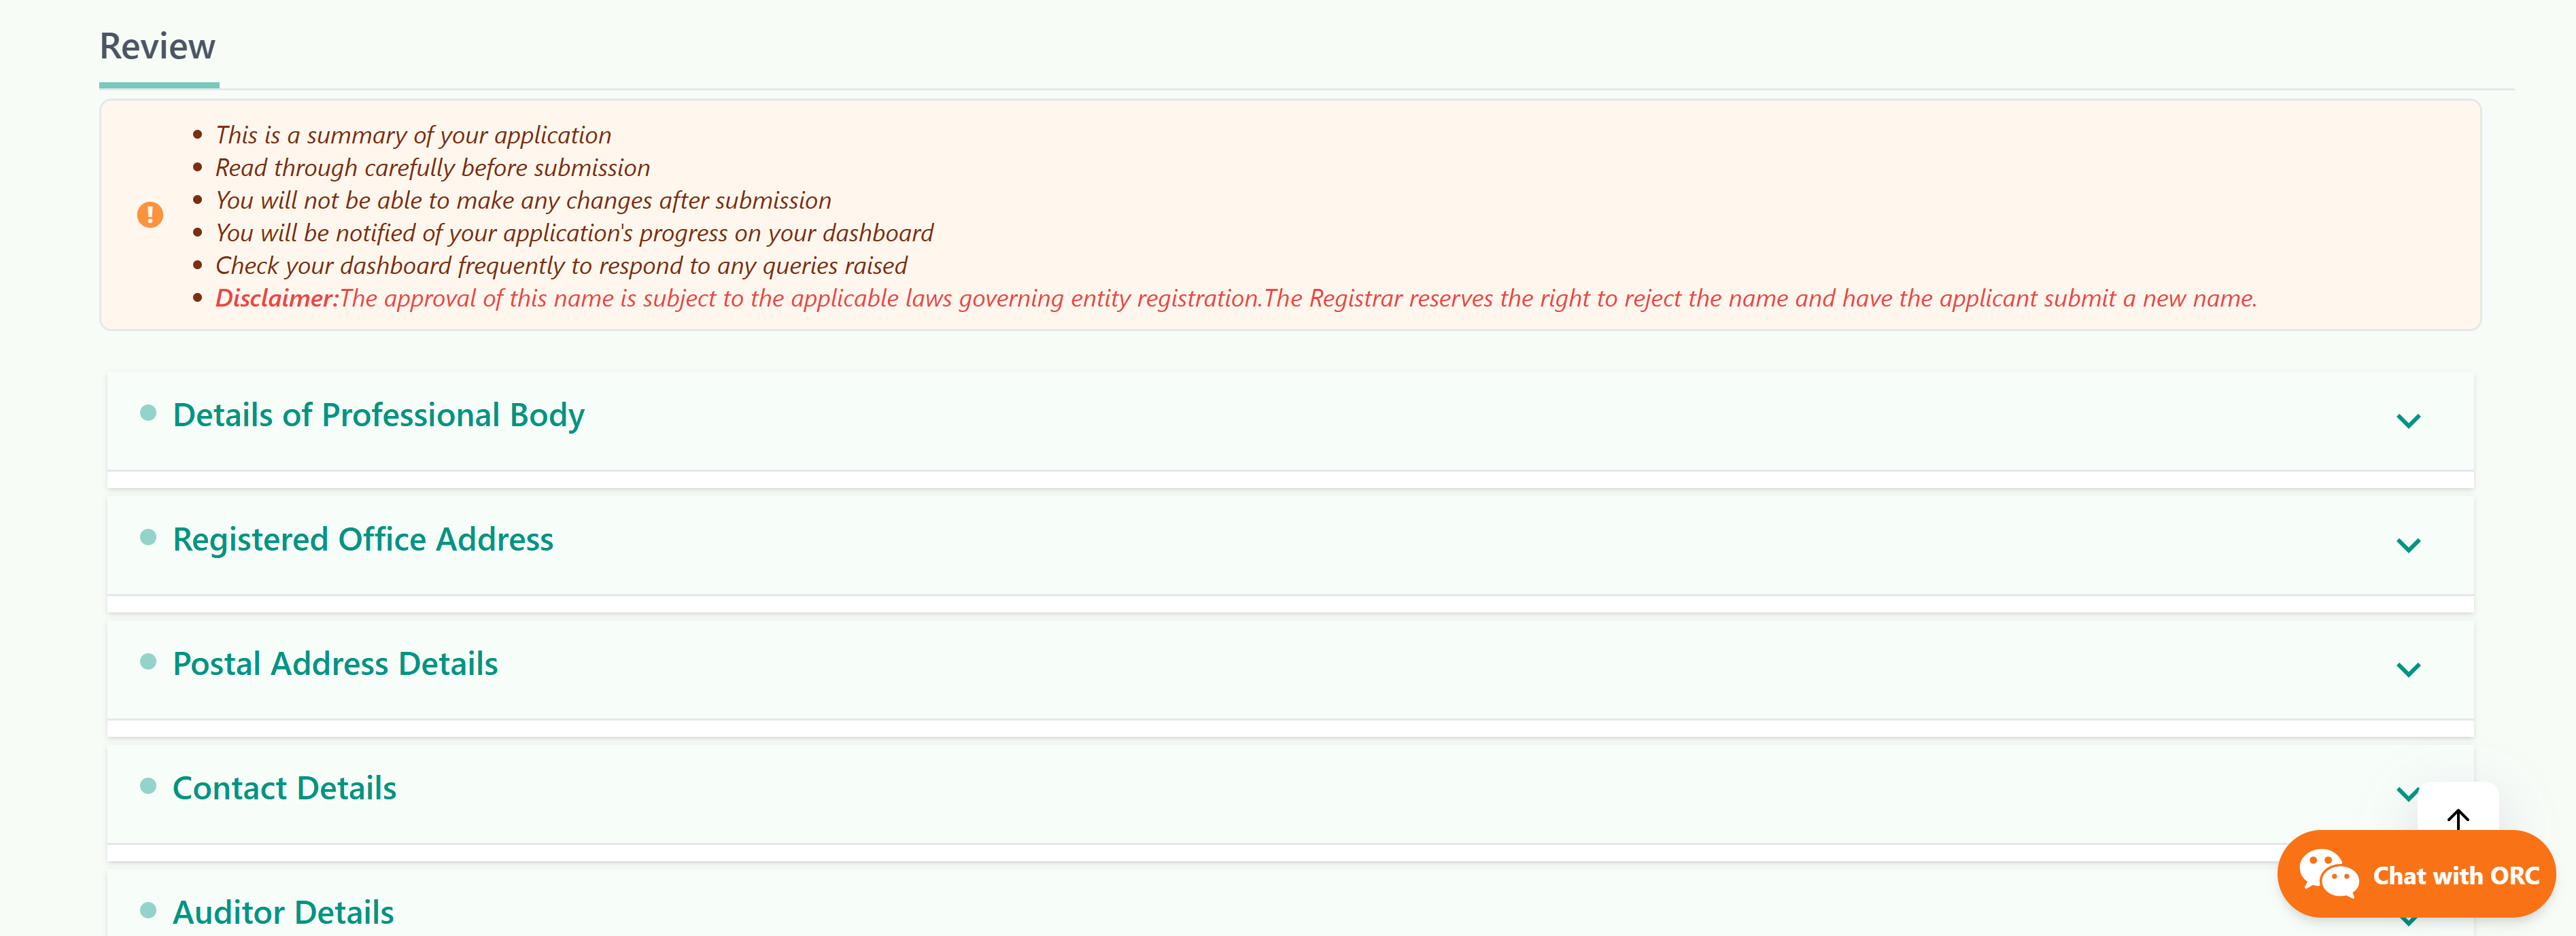 Review
This is a summary of your application
Read through carefully before submission
You will not be able to make any changes after submission
You will be notified of your application's progress on your dashboard
Check your dashboard frequently to respond to any queries raised
Disclaimer:The approval of this name is subject to the applicable laws governing entity registration.The Registrar reserves the right to reject the name and have the applicant submit a new name.
Details of Professional Body
Registered Office Address
Postal Address Details
Contact Details
Chat with ORC
Auditor Details